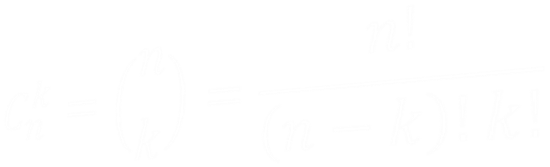 C_n^k = \binom{n}{k} = \frac{n!}{(n-k)! k!}